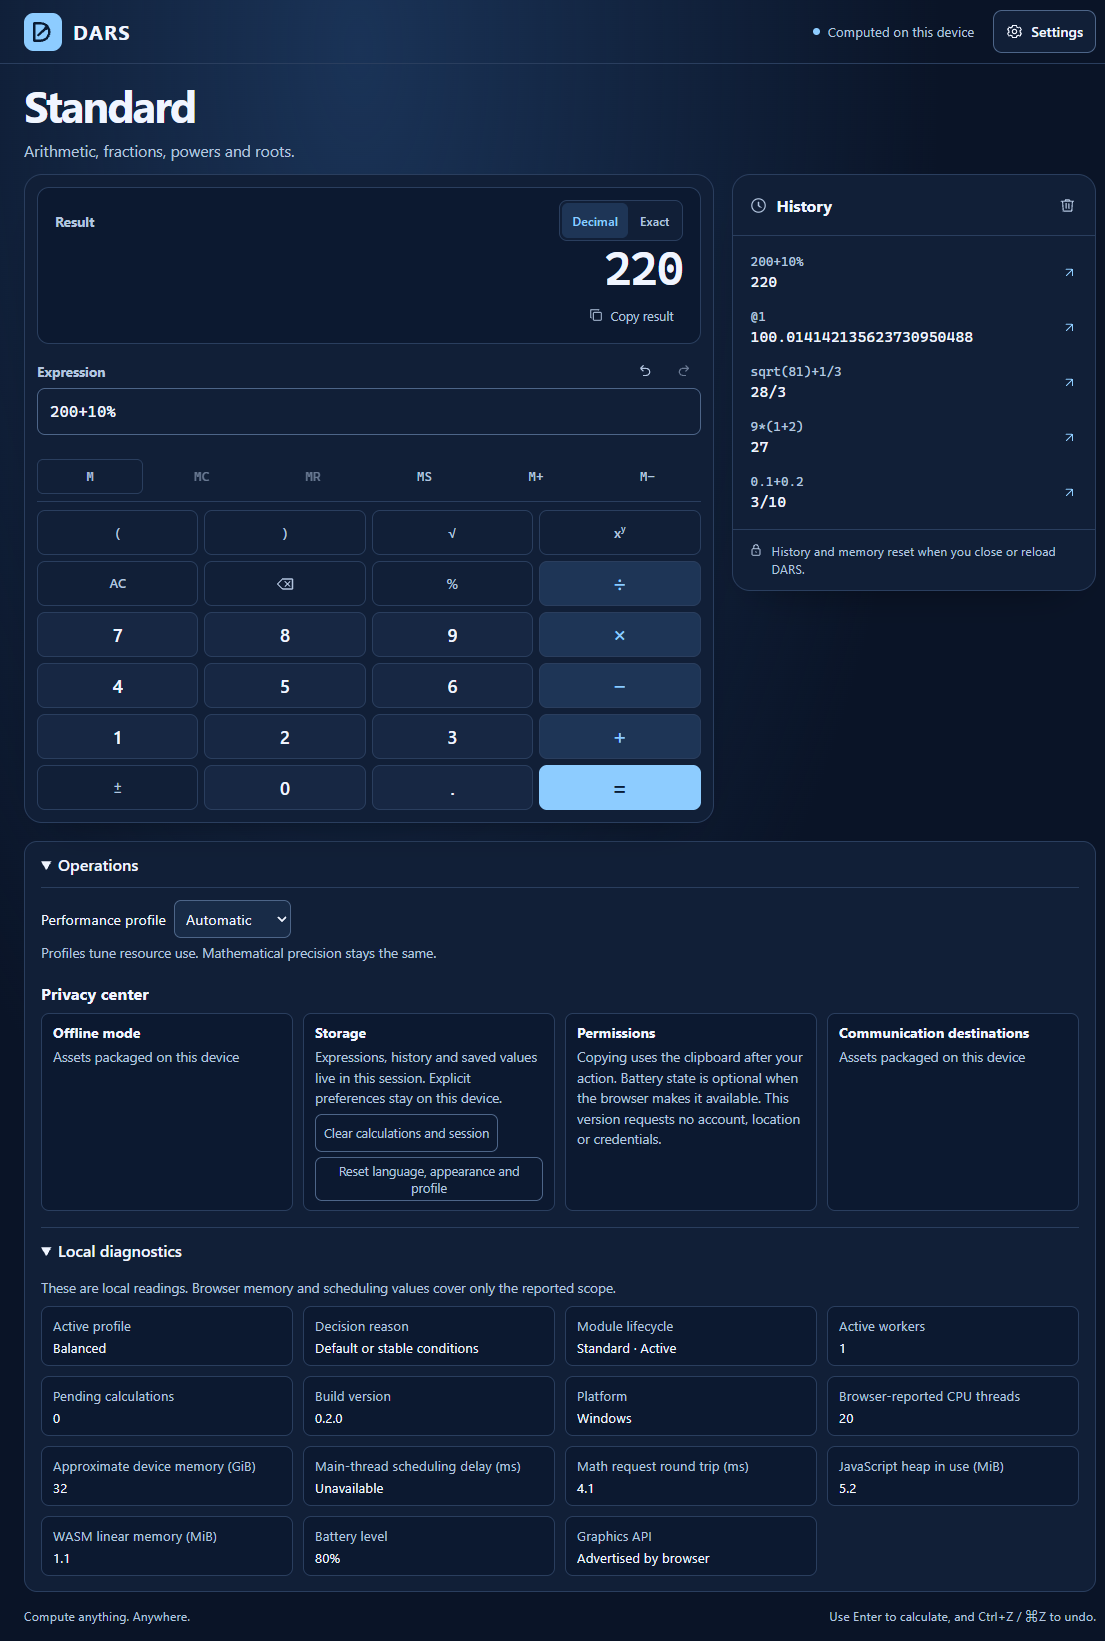 DARS
Computed on this device
Settings
Standard
Arithmetic, fractions, powers and roots.
Result
Decimal
Exact
220
Copy result
Expression
200+10%
M
MC
MR
MS
M+
M−
(
)
√
xʸ
AC
%
÷
7
8
9
×
4
5
6
−
1
2
3
+
±
0
.
=
History
200+10%
220
@1
100.014142135623730950488
sqrt(81)+1/3
28/3
9*(1+2)
27
0.1+0.2
3/10
History and memory reset when you close or reload
DARS.
Operations
Performance profile
Automatic
Profiles tune resource use. Mathematical precision stays the same.
Privacy center
Offline mode
Assets packaged on this device
Storage
Expressions, history and saved values
live in this session. Explicit
preferences stay on this device.
Clear calculations and session
Reset language, appearance and
profile
Permissions
Copying uses the clipboard after your
action. Battery state is optional when
the browser makes it available. This
version requests no account, location
or credentials.
Communication destinations
Assets packaged on this device
Local diagnostics
These are local readings. Browser memory and scheduling values cover only the reported scope.
Active profile
Balanced
Decision reason
Default or stable conditions
Module lifecycle
Standard · Active
Active workers
1
Pending calculations
0
Build version
0.2.0
Platform
Windows
Browser-reported CPU threads
20
Approximate device memory (GiB)
32
Main-thread scheduling delay (ms)
Unavailable
Math request round trip (ms)
4.1
JavaScript heap in use (MiB)
5.2
WASM linear memory (MiB)
1.1
Battery level
80%
Graphics API
Advertised by browser
Compute anything. Anywhere.
Use Enter to calculate, and Ctrl+Z / ⌘Z to undo.